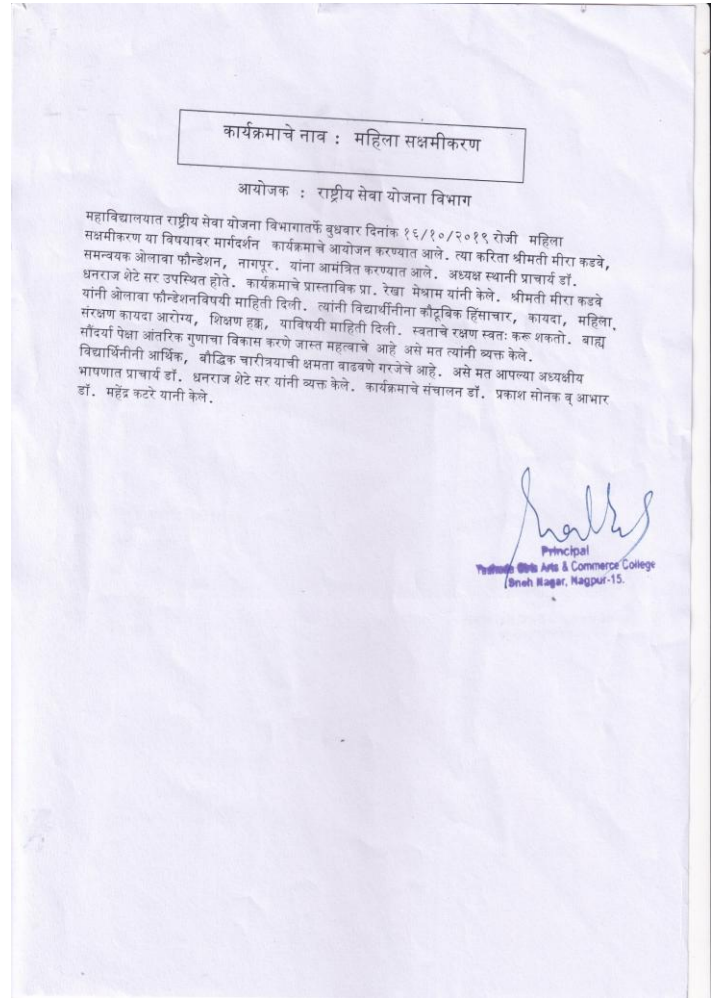 कार्यक्रमाचे नाव : महिला सक्षमीकरण
आयोजक : राष्ट्रीय सेवा योजना विभाग
महाविद्यालयात राष्ट्रीय सेवा योजना विभागातर्फे बुधवार दिनांक १६/१०/२०१९ रोजी महिला
सक्षमीकरण या विषयावर मार्गदर्शन कार्यक्रमाचे आयोजन करण्यात आले. त्या करिता श्रीमती मीरा कडवे,
समन्वयक ओलावा फौन्डेशन, नागपूर. यांना आमंत्रित करण्यात आले. अध्यक्ष स्थानी प्राचार्य डॉ.
धनराज शेटे सर उपस्थित होते. कार्यक्रमाचे प्रास्ताविक प्रा. रेखा मेश्राम यांनी केले. श्रीमती मीरा कडवे
यांनी ओलावा फौन्डेशनविषयी माहिती दिली. त्यांनी विद्यार्थीनीना कौटूबिक हिंसाचार, कायदा, महिला
संरक्षण कायदा आरोग्य, शिक्षण हक्क, याविषयी माहिती दिली. स्वताचे रक्षण स्वतः करू शकतो. बाह्य
सौंदर्या पेक्षा आंतरिक गुणाचा विकास करणे जास्त महत्वाचे आहे असे मत त्यांनी व्यक्त केले.
विद्यार्थिनीनी आर्थिक, बौद्धिक चारीत्रयाची क्षमता वाढवणे गरजेचे आहे. असे मत आपल्या अध्यक्षीय
भाषणात प्राचार्य डॉ. धनराज शेटे सर यांनी व्यक्त केले. कार्यक्रमाचे संचालन डॉ. प्रकाश सोनक व् आभार
डॉ. महेंद्र कटरे यानी केले.
Principal
Arts & Commerce College
Sneh Nagar, Nagpur-15.